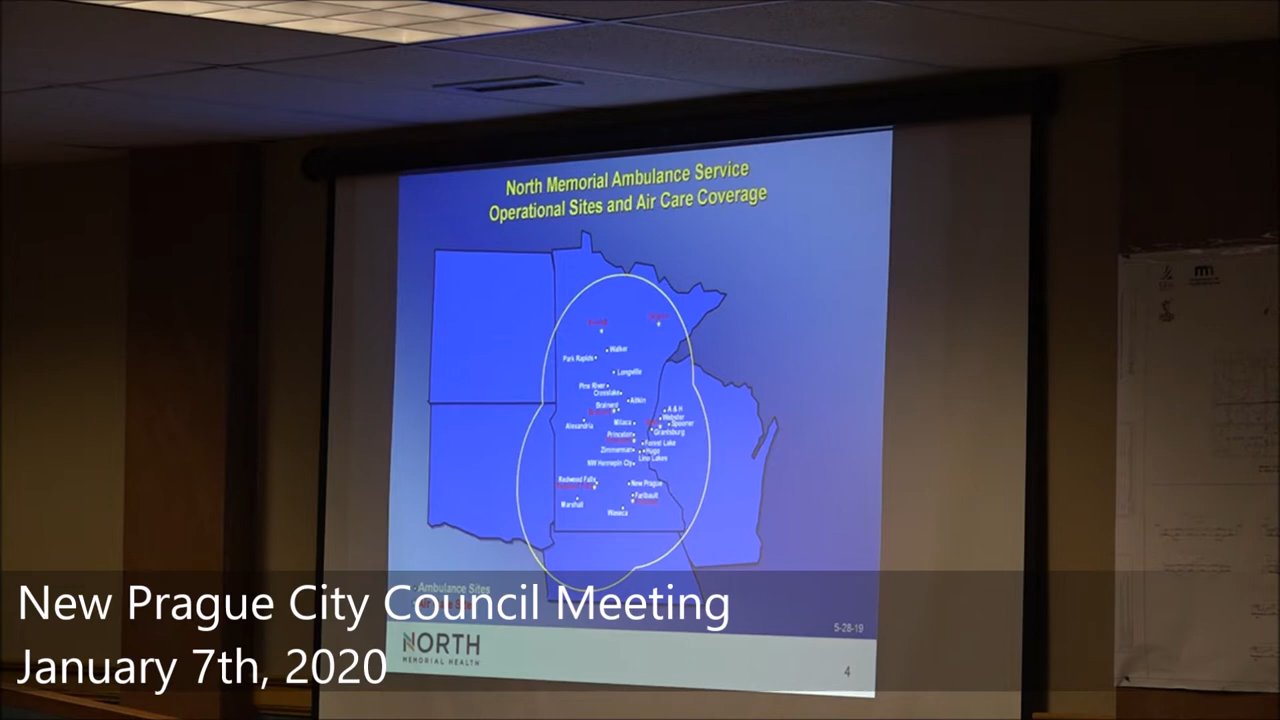 North Memorial Ambulance Service
Operational Sites and Air Care Coverage
Walker
Park Rapids
Longville
Pine River
Crosslake
Aitkin
Brainerd
A & H
Webster
Alexandria
Milaca
Spooner
Grantsburg
Princeton
Forest Lake
Zimmerman
Hugo
Lino Lakes
NW Hennepin Cty
Redwood Falls
New Prague
Faribault
Marshall
Waseca
- Ambulance Sites
5-28-19
NORTH
MEMORIAL HEALTH
4
New Prague City Council Meeting
January 7th, 2020